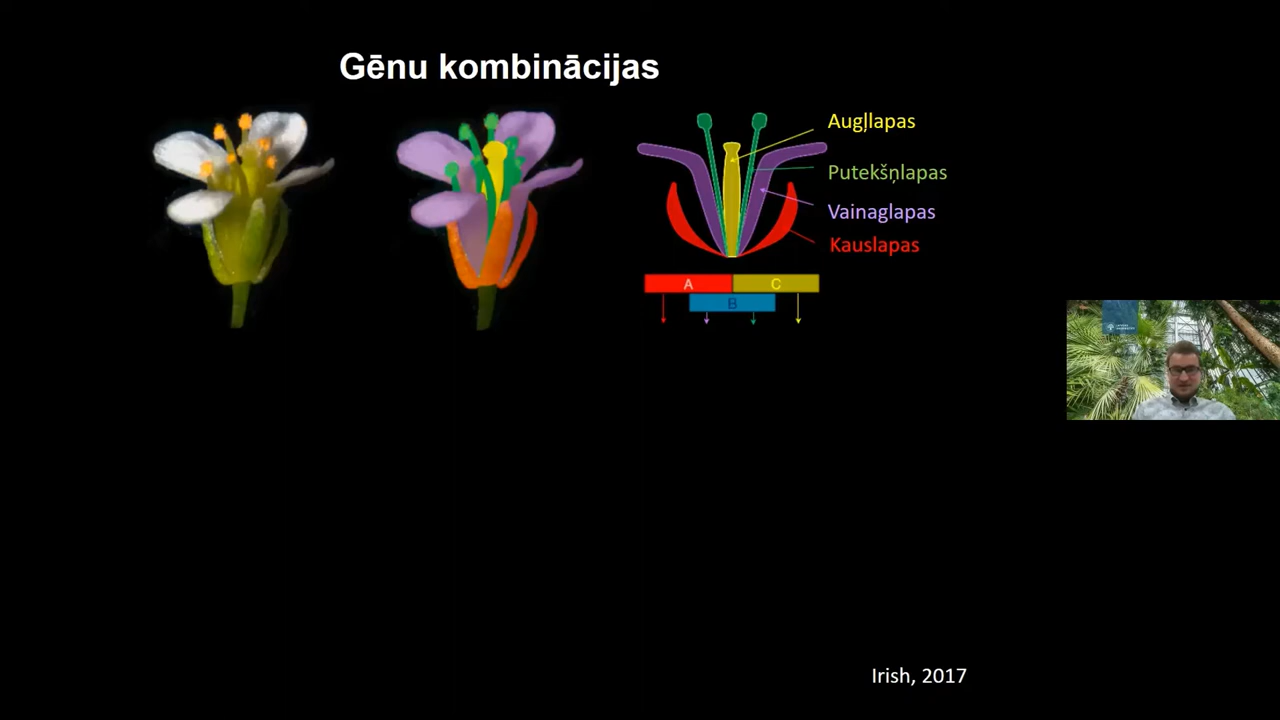 Gēnu kombinācijas
Augļlapas
Putekšņlapas
Vainaglapas
Kauslapas
A
C
B
Irish, 2017